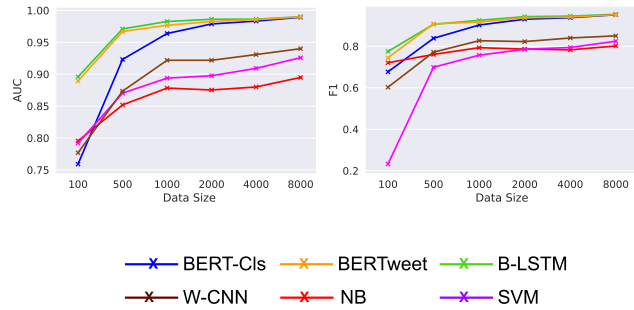 1.00
0.95
0.90
0.85
0.80
0.75
AUC
100 500 1000 2000 4000 8000
Data Size
0.8
0.6
0.4
0.2
F1
100 500 1000 2000 4000 8000
Data Size
BERT-Cls BERTweet B-LSTM
W-CNN NB SVM